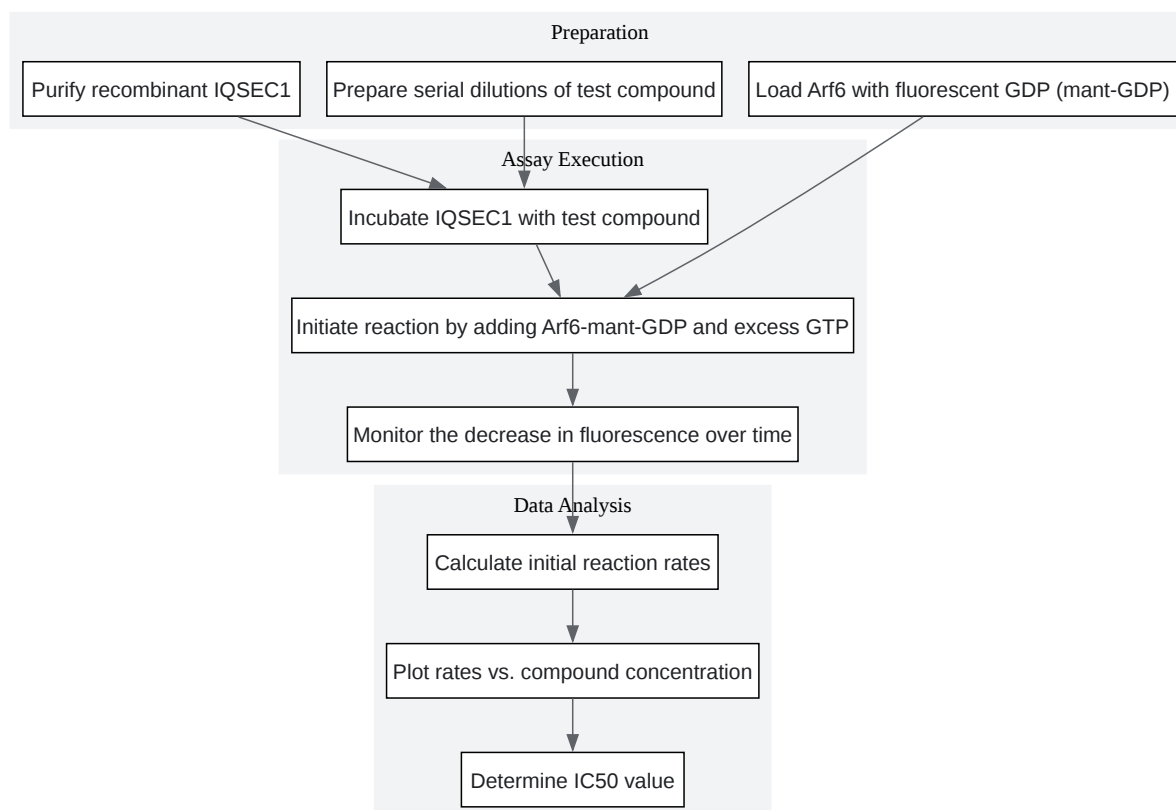 Preparation
Purify recombinant IQSEC1
Prepare serial dilutions of test compound
Load Arf6 with fluorescent GDP (mant-GDP)
Assay Execution
Incubate IQSEC1 with test compound
Initiate reaction by adding Arf6-mant-GDP and excess GTP
Monitor the decrease in fluorescence over time
Data Analysis
Calculate initial reaction rates
Plot rates vs. compound concentration
Determine IC50 value